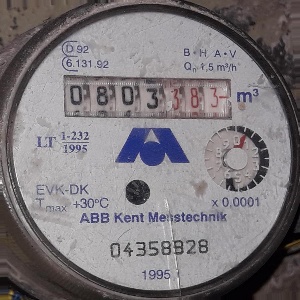 D 92
6.131.92
B · H A · V
Qn 1,5 m³/h
0803383 m³
LT 1-232
1995
EVK-DK
Tmax +30°C
x 0,0001
ABB Kent Messtechnik
04358828
1995